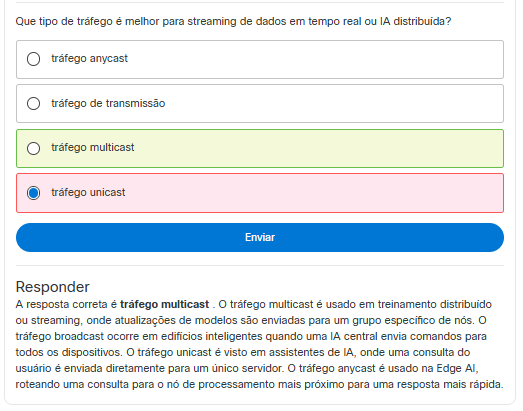 Que tipo de tráfego é melhor para streaming de dados em tempo real ou IA distribuída?
tráfego anycast
tráfego de transmissão
tráfego multicast
tráfego unicast
Enviar
Responder
A resposta correta é tráfego multicast . O tráfego multicast é usado em treinamento distribuído
ou streaming, onde atualizações de modelos são enviadas para um grupo específico de nós. O
tráfego broadcast ocorre em edifícios inteligentes quando uma IA central envia comandos para
todos os dispositivos. O tráfego unicast é visto em assistentes de IA, onde uma consulta do
usuário é enviada diretamente para um único servidor. O tráfego anycast é usado na Edge AI,
roteando uma consulta para o nó de processamento mais próximo para uma resposta mais rápida.